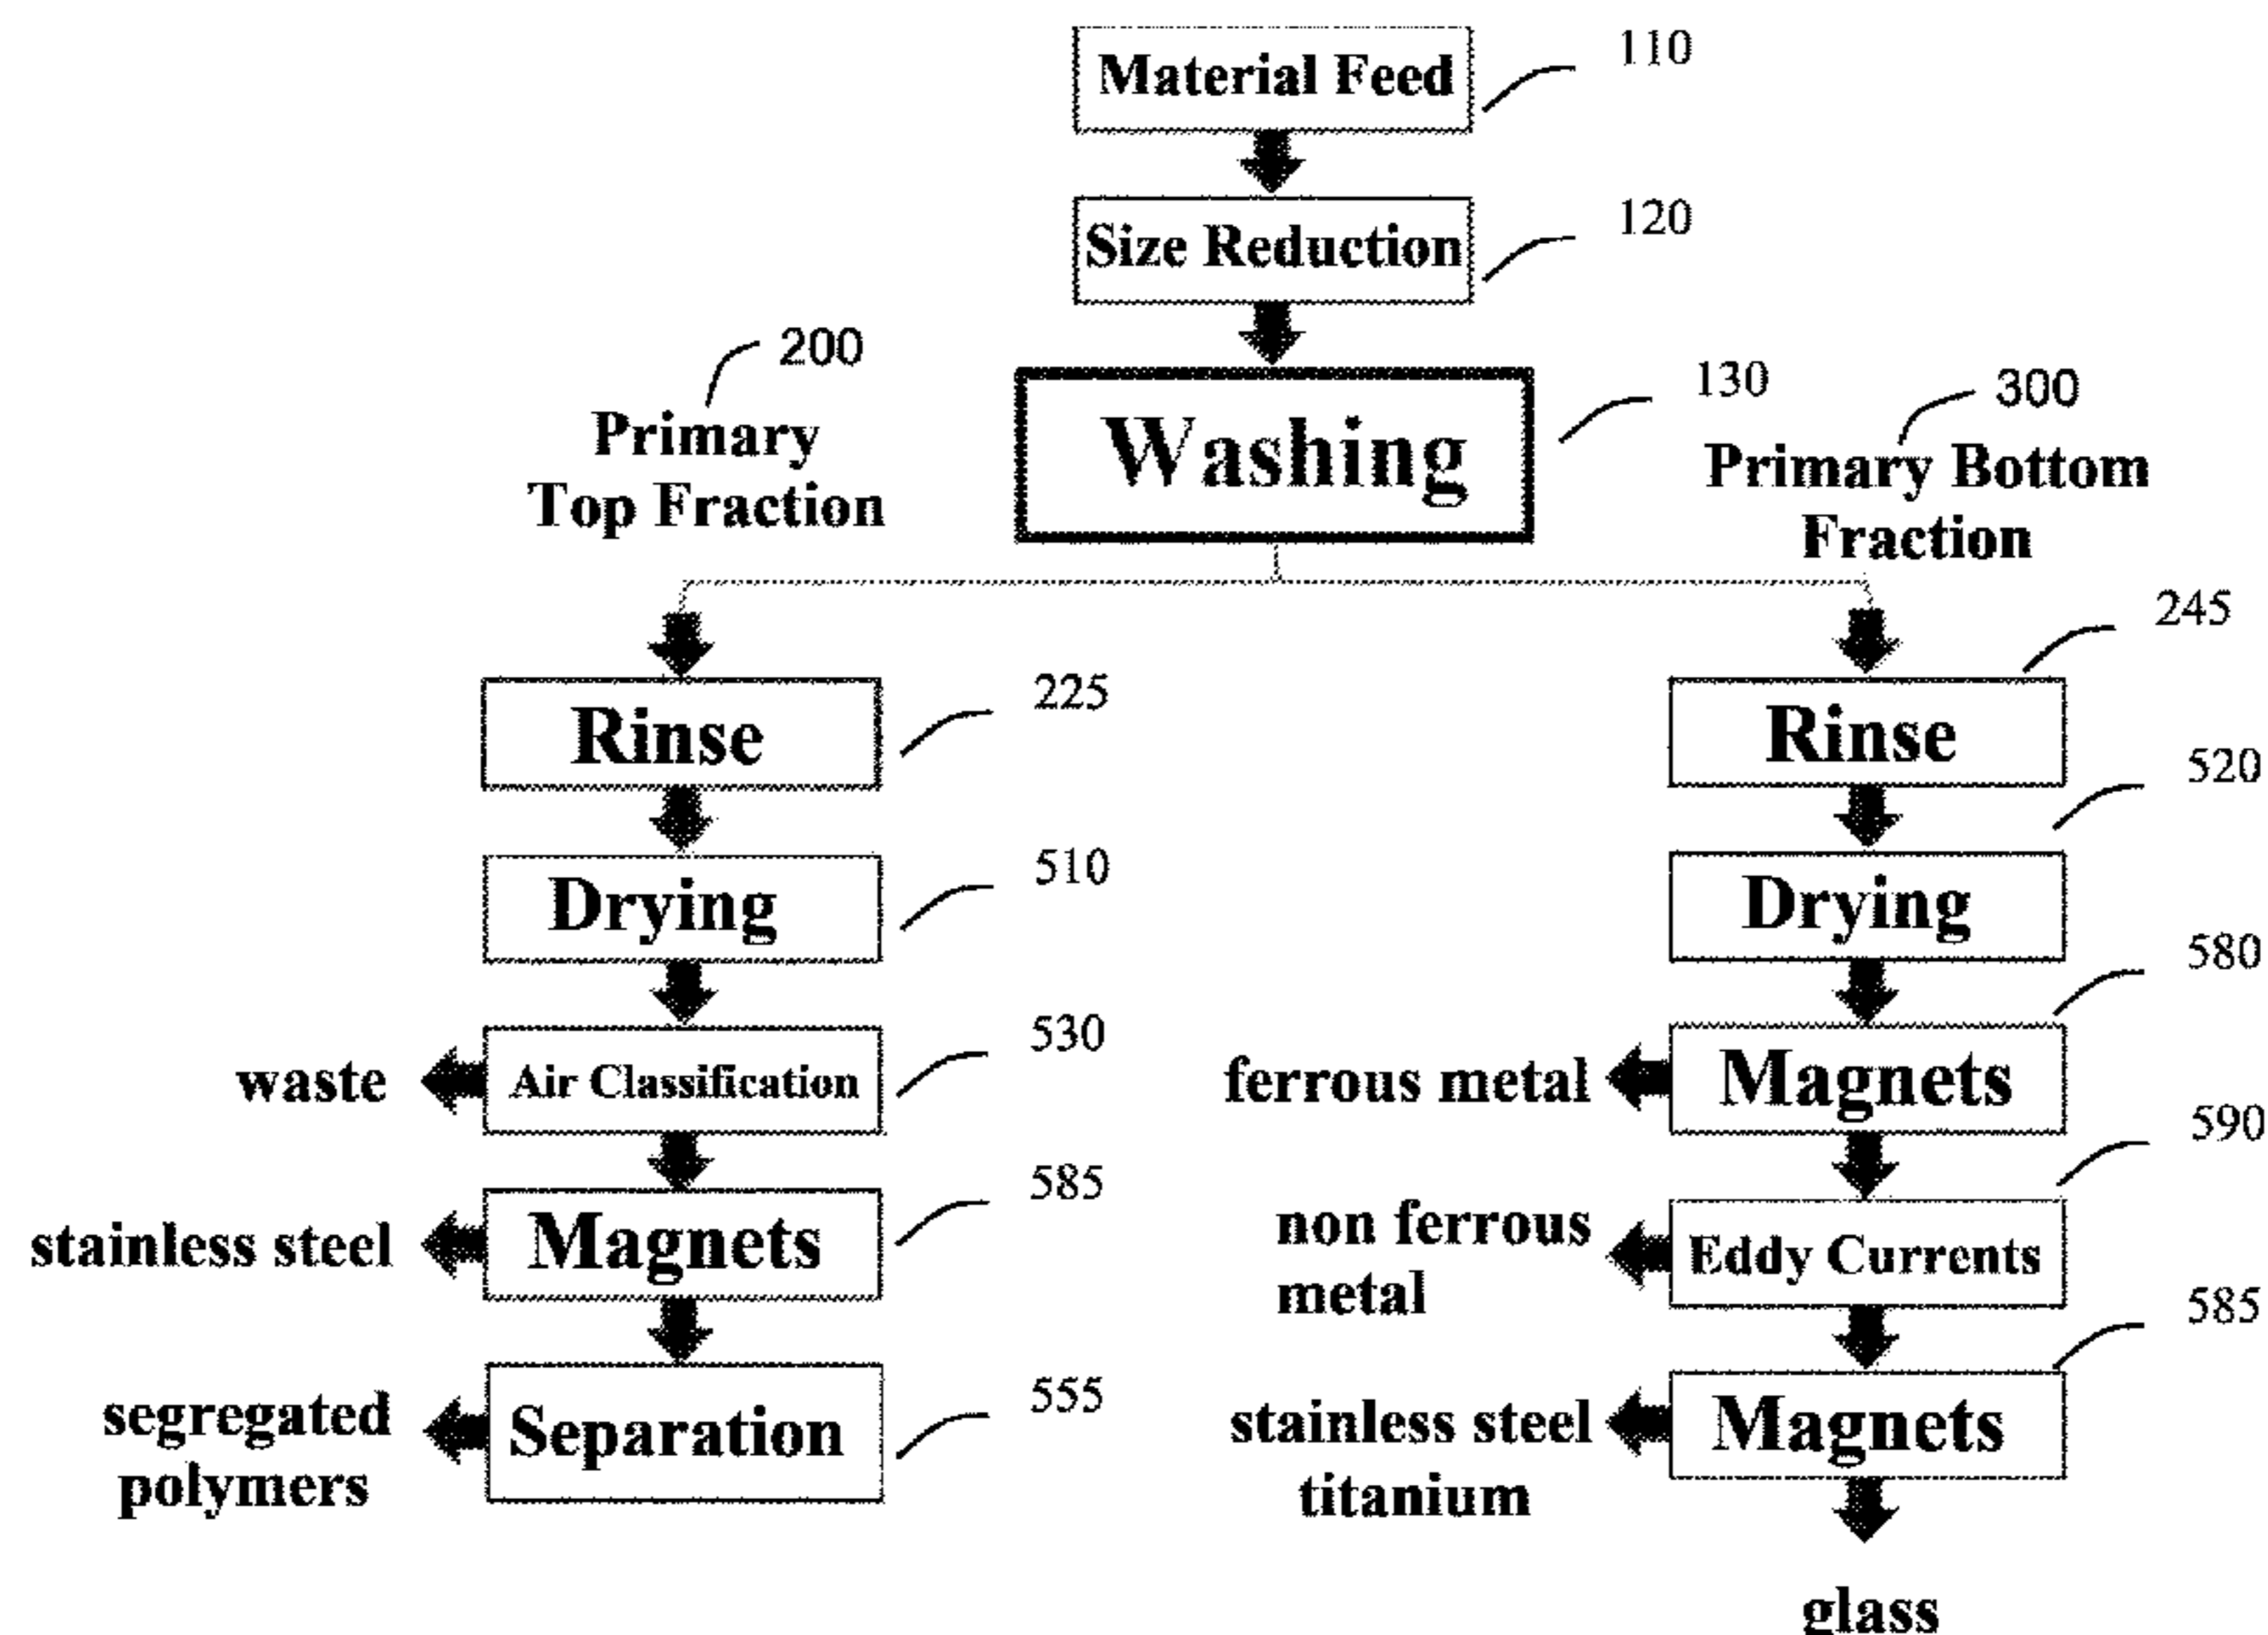 Material Feed
110
Size Reduction
120
Washing
130
200
Primary
Top Fraction
300
Primary Bottom
Fraction
Rinse
225
Drying
510
Air Classification
530
waste
Magnets
585
stainless steel
Separation
555
segregated
polymers
Rinse
245
Drying
520
Magnets
580
ferrous metal
Eddy Currents
590
non ferrous
metal
Magnets
585
stainless steel
titanium
glass